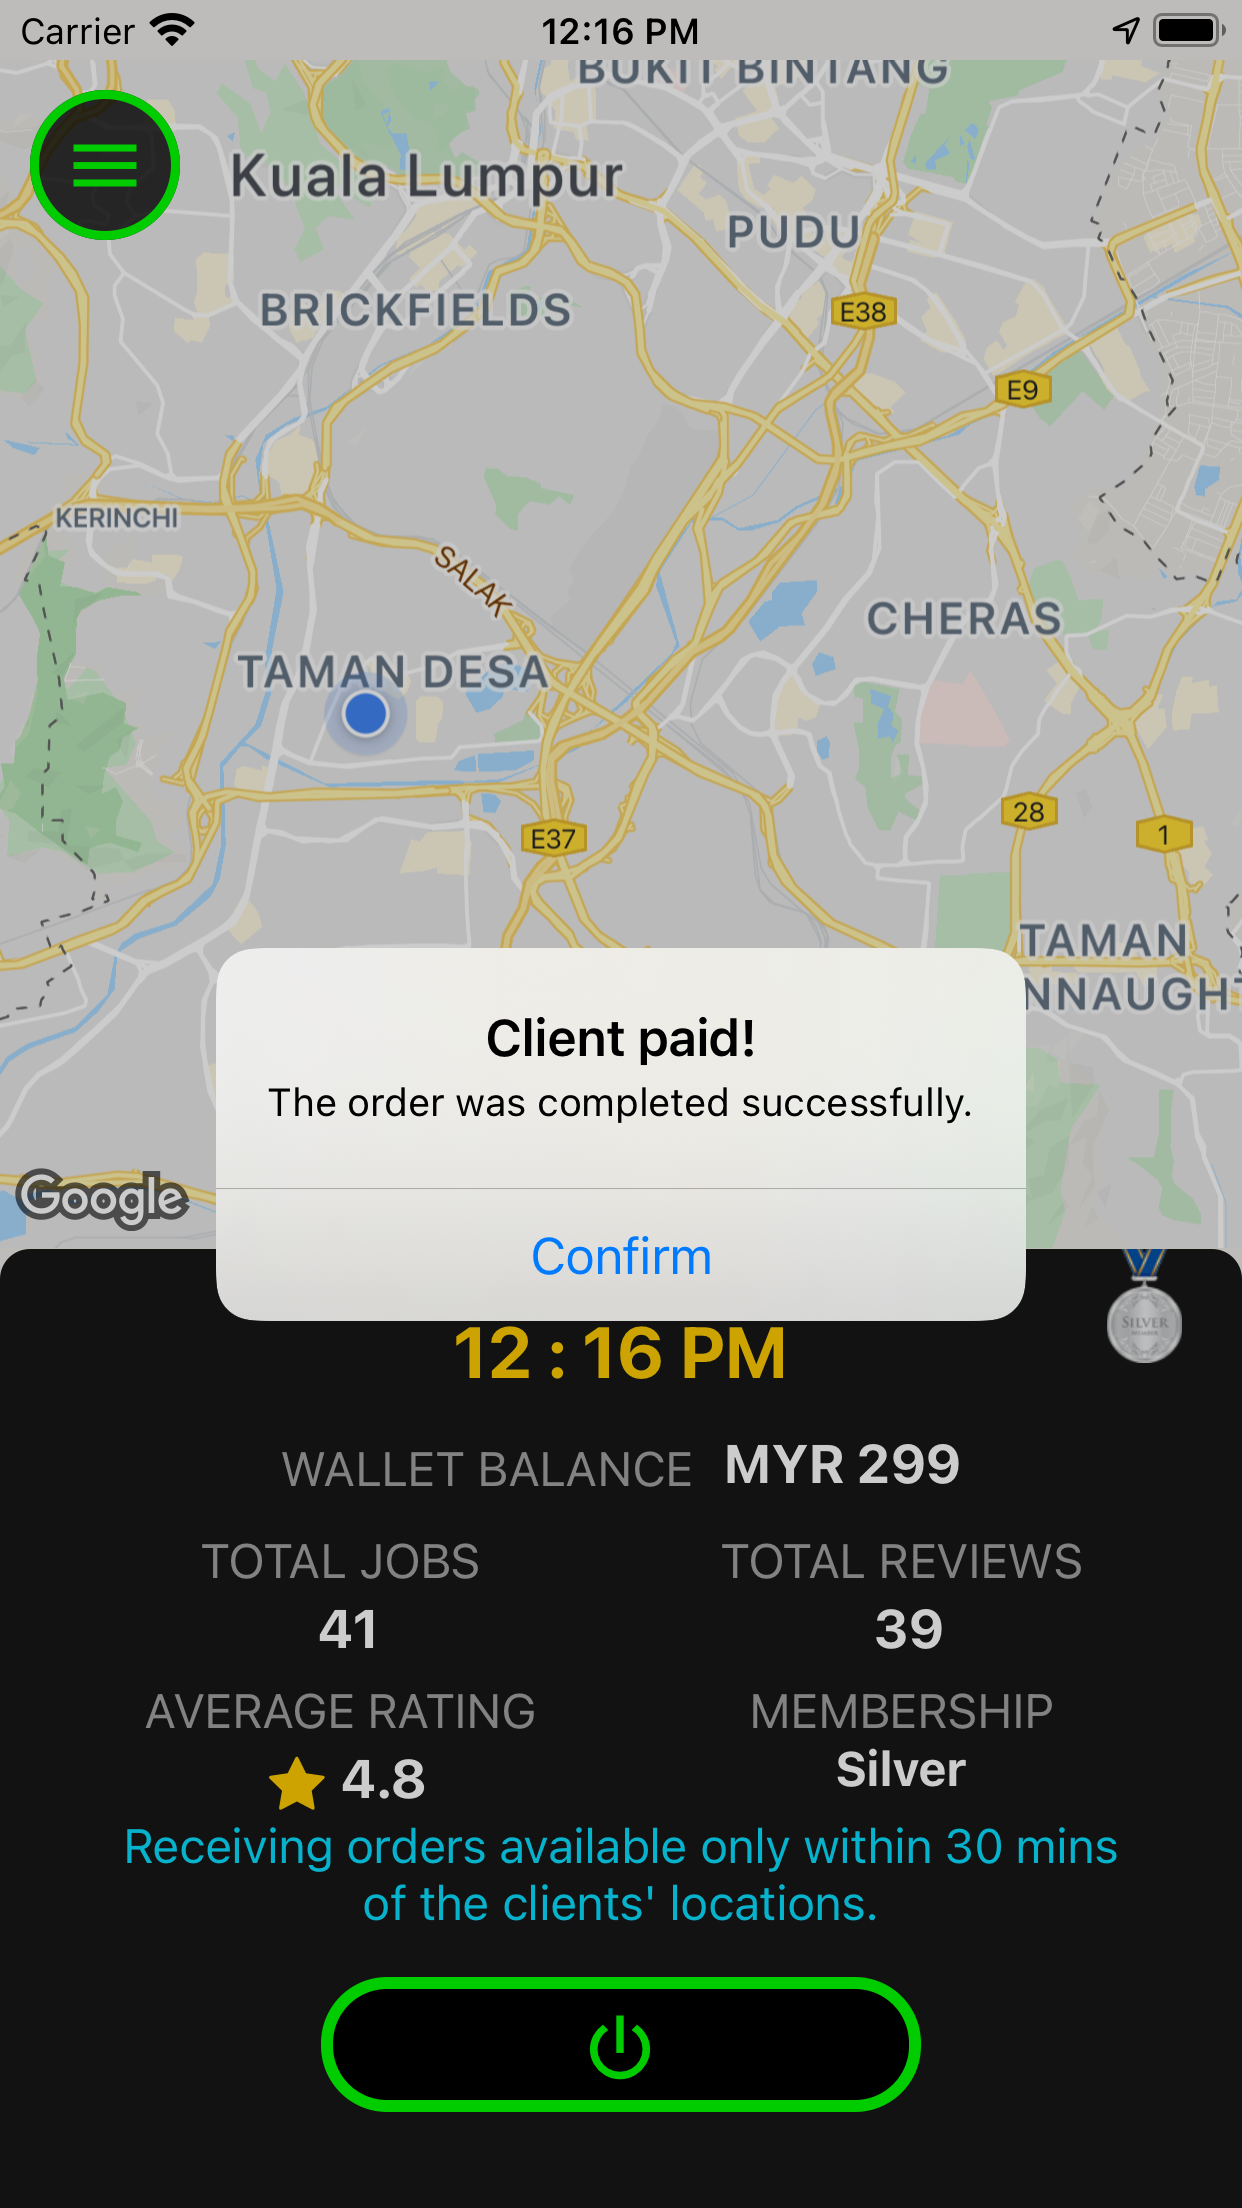 Carrier 12:16 PM
BUKIT BINTANG
Kuala Lumpur
PUDU
BRICKFIELDS
E38
E9
KERINCHI
SALAK
CHERAS
TAMAN DESA
28
1
E37
TAMAN
NNAUGHT
Client paid!
The order was completed successfully.
Google
Confirm
SILVER
12 : 16 PM
WALLET BALANCE MYR 299
TOTAL JOBS TOTAL REVIEWS
41 39
AVERAGE RATING MEMBERSHIP
4.8 Silver
Receiving orders available only within 30 mins
of the clients' locations.